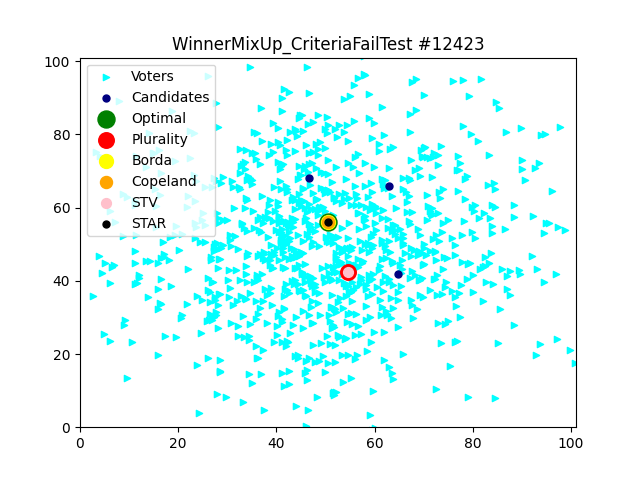 WinnerMixUp_CriteriaFailTest #12423
100
80
60
40
20
0
0
20
40
60
80
100
Voters
Candidates
Optimal
Plurality
Borda
Copeland
STV
STAR